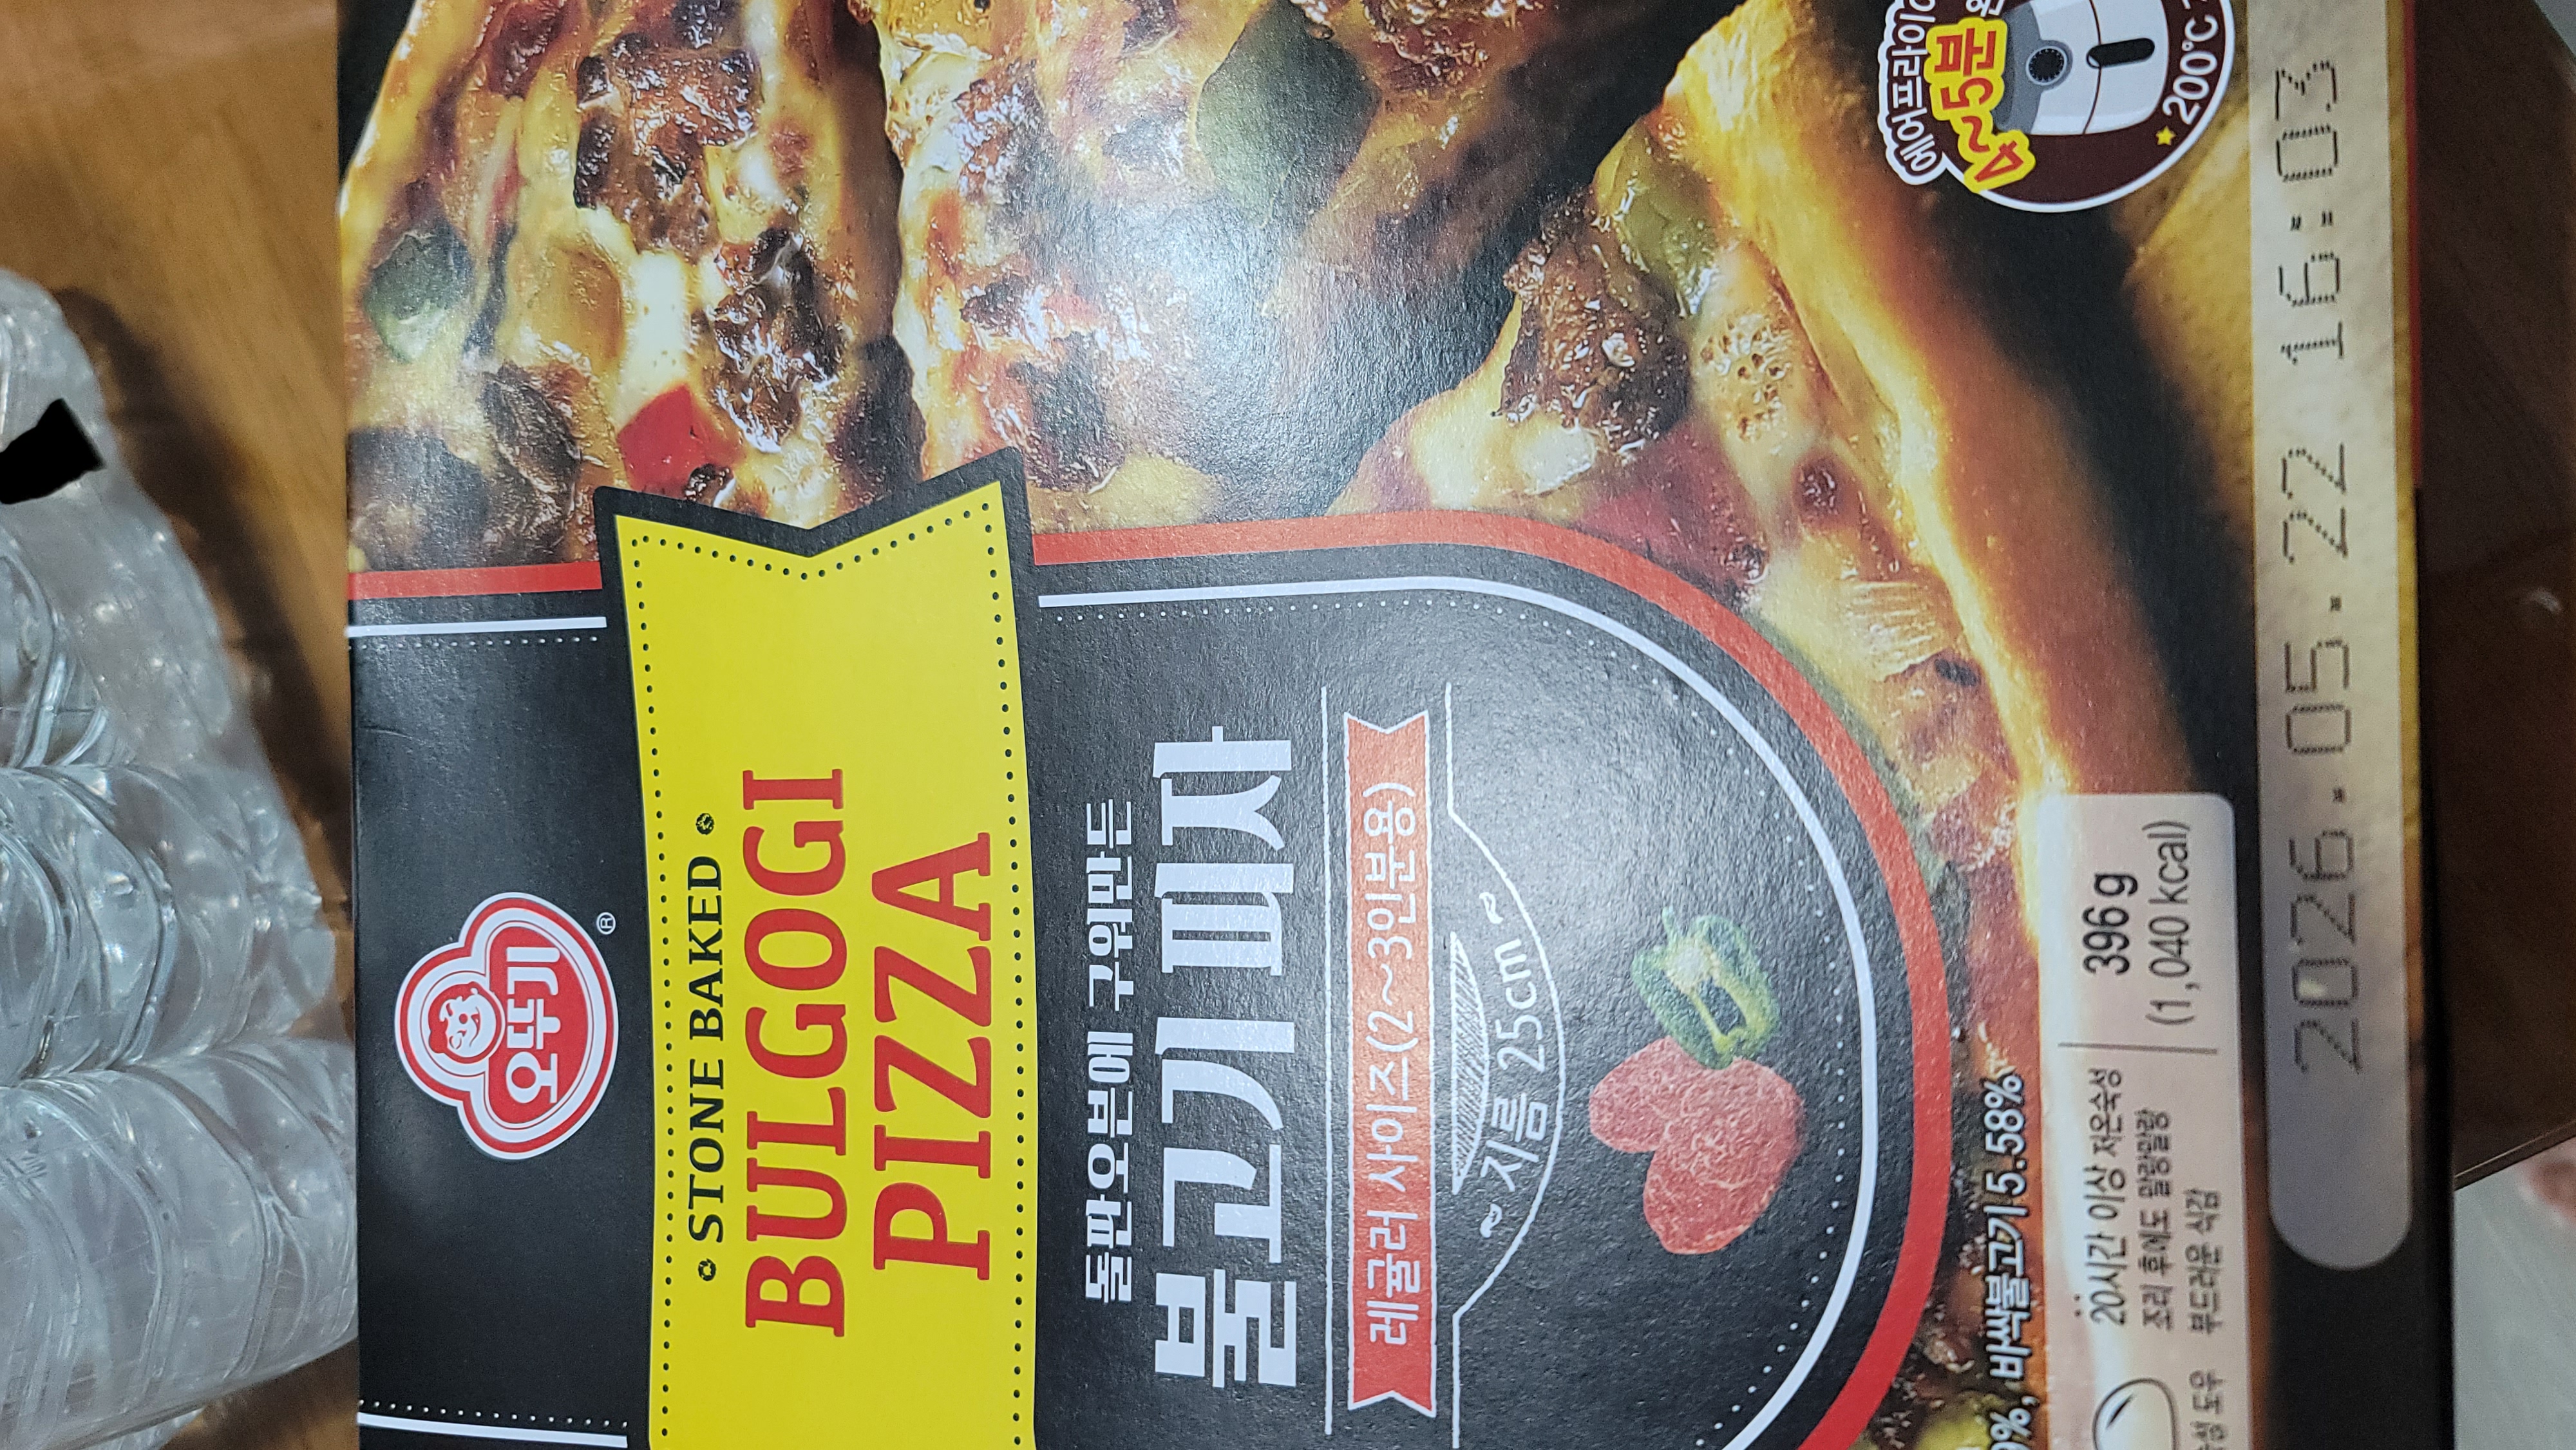 오뚜기 ®
STONE BAKED
BULGOGI
PIZZA
돌판오븐에 구워만든
불고기피자
레귤러 사이즈(2~3인분용)
~ 지름 25cm ~
에어프라이
4~5분
200℃
9%, 바싹불고기 5.58%
20시간 이상 저온숙성
조리 후에도 말랑말랑
부드러운 식감
도우
396 g
(1,040 kcal)
2026.05.22 16:03